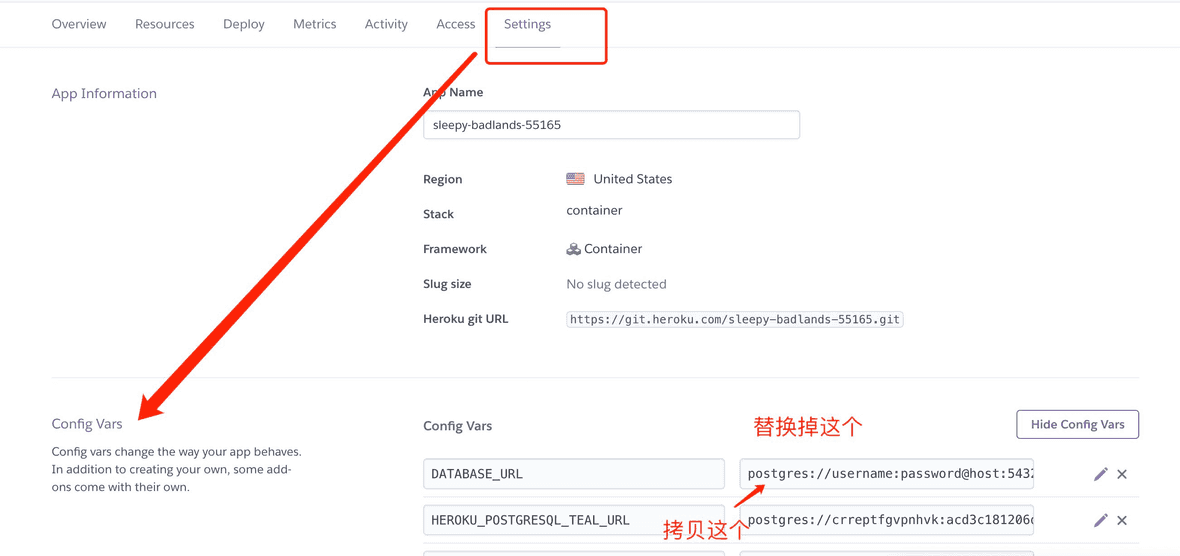 Overview Resources Deploy Metrics Activity Access Settings
App Information
App Name
sleepy-badlands-55165
Region United States
Stack container
Framework Container
Slug size No slug detected
Heroku git URL https://git.heroku.com/sleepy-badlands-55165.git
Config Vars
Config vars change the way your app behaves.
In addition to creating your own, some add-
ons come with their own.
Config Vars
替换掉这个
Hide Config Vars
DATABASE_URL postgres://username:password@host:5432
HEROKU_POSTGRESQL_TEAL_URL postgres://crreptfgvpnhvk:acd3c181206
拷贝这个